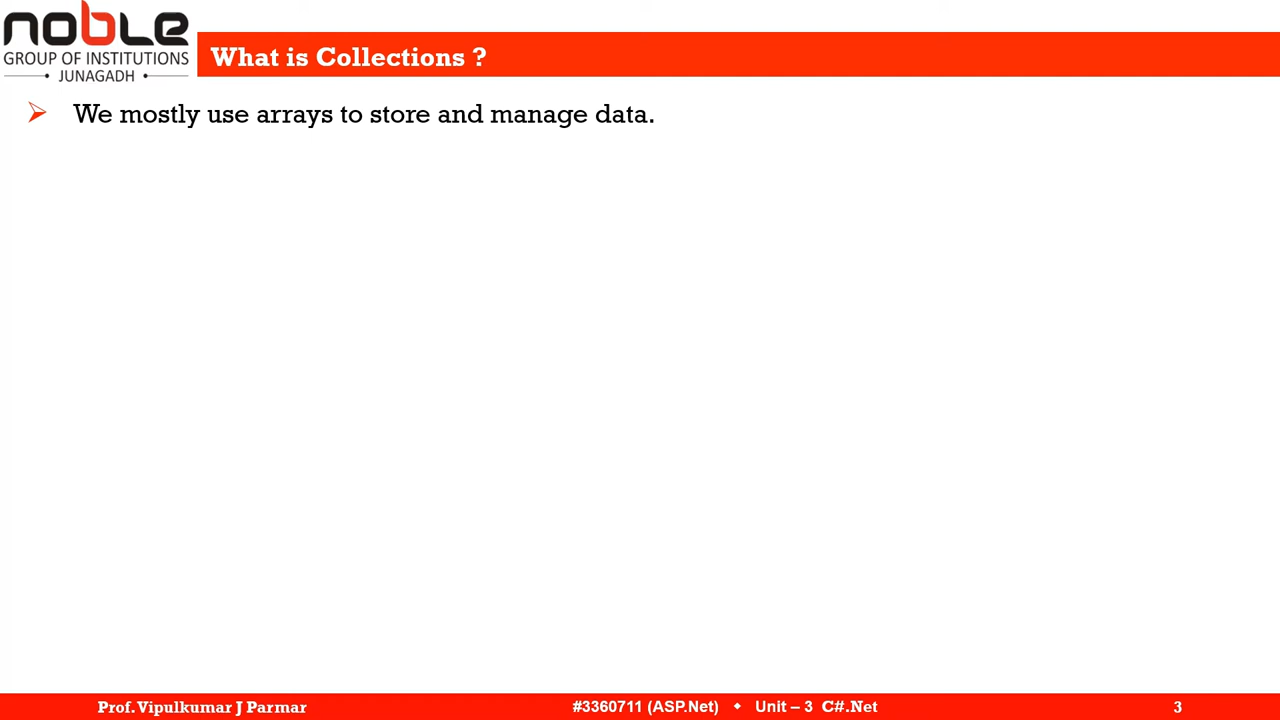 noble
GROUP OF INSTITUTIONS
JUNAGADH
What is Collections ?
We mostly use arrays to store and manage data.
Prof. Vipulkumar J Parmar
#3360711 (ASP.Net) • Unit – 3 C#.Net
3